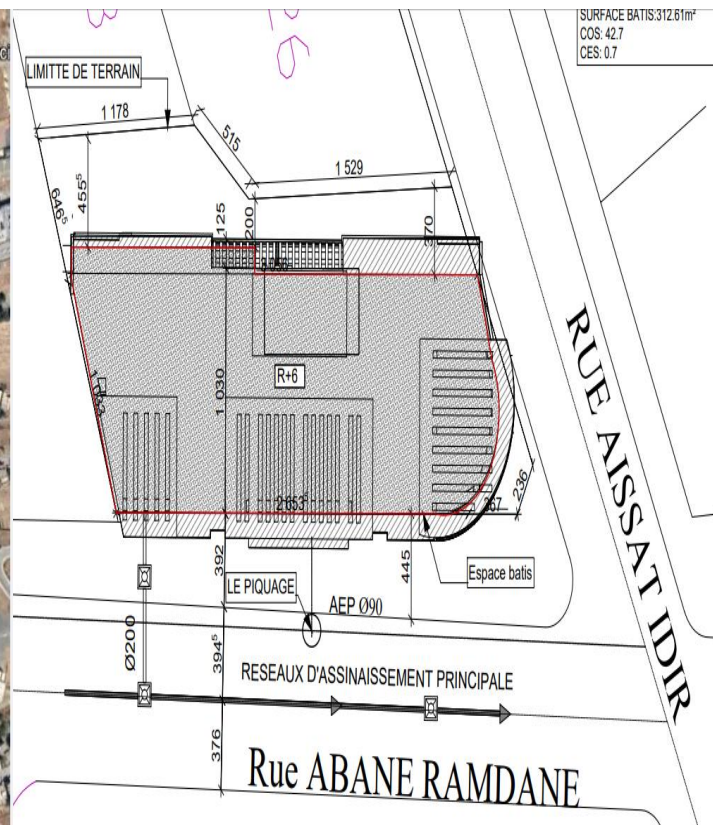 SURFACE BATIS:312.61m²
COS: 42.7
CES: 0.7
LIMITTE DE TERRAIN
1 178
515
1 529
455⁵
646⁵
125
200
370
R+6
1 030
2 653⁵
367
236
392
445
Espace batis
LE PIQUAGE
AEP Ø90
Ø200
394⁵
RESEAUX D'ASSINAISSEMENT PRINCIPALE
376
Rue ABANE RAMDANE
RUE AISSAT IDIR